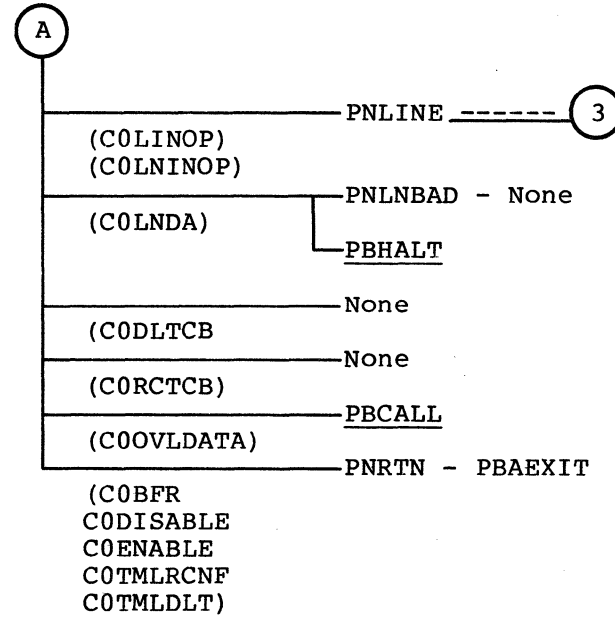 A
PNLINE ------ 3
(C0LINOP)
(C0LNINOP)
PNLNBAD - None
(C0LNDA)
PBHALT
None
(C0DLTCB
None
(C0RCTCB)
PBCALL
(C0OVLDATA)
PNRTN - PBAEXIT
(C0BFR
C0DISABLE
C0ENABLE
C0TMLRCNF
C0TMLDLT)